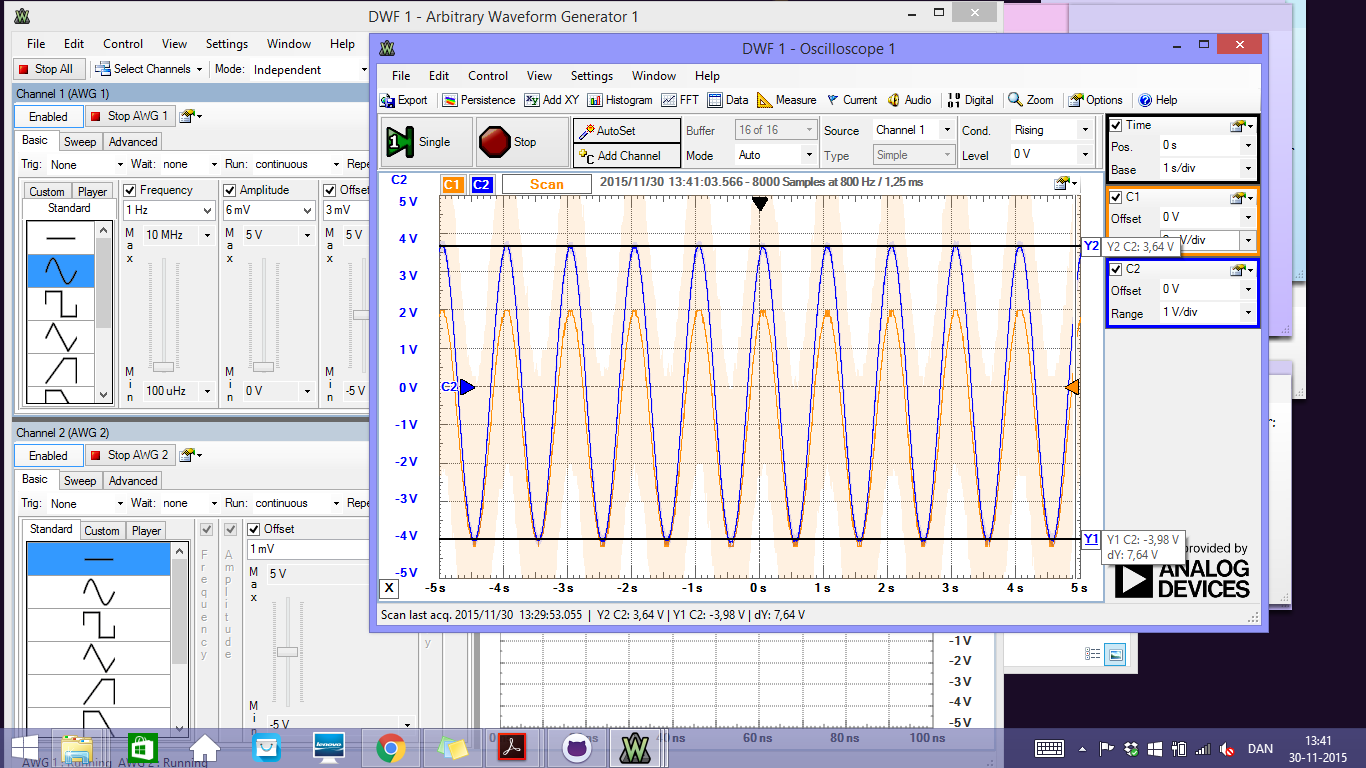 DWF 1 - Arbitrary Waveform Generator 1
File Edit Control View Settings Window Help
Stop All Select Channels Mode: Independent
Channel 1 (AWG 1)
Enabled Stop AWG 1
Basic Sweep Advanced
Trig: None Wait: none Run: continuous Repe
Custom Player
Standard
Frequency Amplitude Offset
1 Hz 6 mV 3 mV
Max 10 MHz Max 5 V Max 5 V
Min 100 uHz Min 0 V Min -5 V
Channel 2 (AWG 2)
Enabled Stop AWG 2
Basic Sweep Advanced
Trig: None Wait: none Run: continuous Repe
Standard Custom Player
Frequency
Amplitude
Offset
1 mV
Max 5 V
Min -5 V
DWF 1 - Oscilloscope 1
File Edit Control View Settings Window Help
Export Persistence Add XY Histogram FFT Data Measure Current Audio Digital Zoom Options Help
Single Stop AutoSet Add Channel
Buffer 16 of 16 Source Channel 1 Cond. Rising
Mode Auto Type Simple Level 0 V
C2 C1 C2 Scan 2015/11/30 13:41:03.566 - 8000 Samples at 800 Hz / 1,25 ms
5 V
4 V
3 V
2 V
1 V
C2
0 V
-1 V
-2 V
-3 V
-4 V
-5 V
X -5 s -4 s -3 s -2 s -1 s 0 s 1 s 2 s 3 s 4 s 5 s
Time
Pos. 0 s
Base 1 s/div
C1
Offset 0 V
V/div
Y2 Y2 C2: 3,64 V
C2
Offset 0 V
Range 1 V/div
Y1 Y1 C2: -3,98 V
dY: 7,64 V
provided by
ANALOG
DEVICES
Scan last acq. 2015/11/30 13:29:53.055 | Y2 C2: 3,64 V | Y1 C2: -3,98 V | dY: 7,64 V
y
-1 V
-2 V
-3 V
-4 V
-5 V
0 ns 60 ns 80 ns 100 ns
AWG 1: Running AWG 2: Running
lenovo
DAN
13:41
30-11-2015